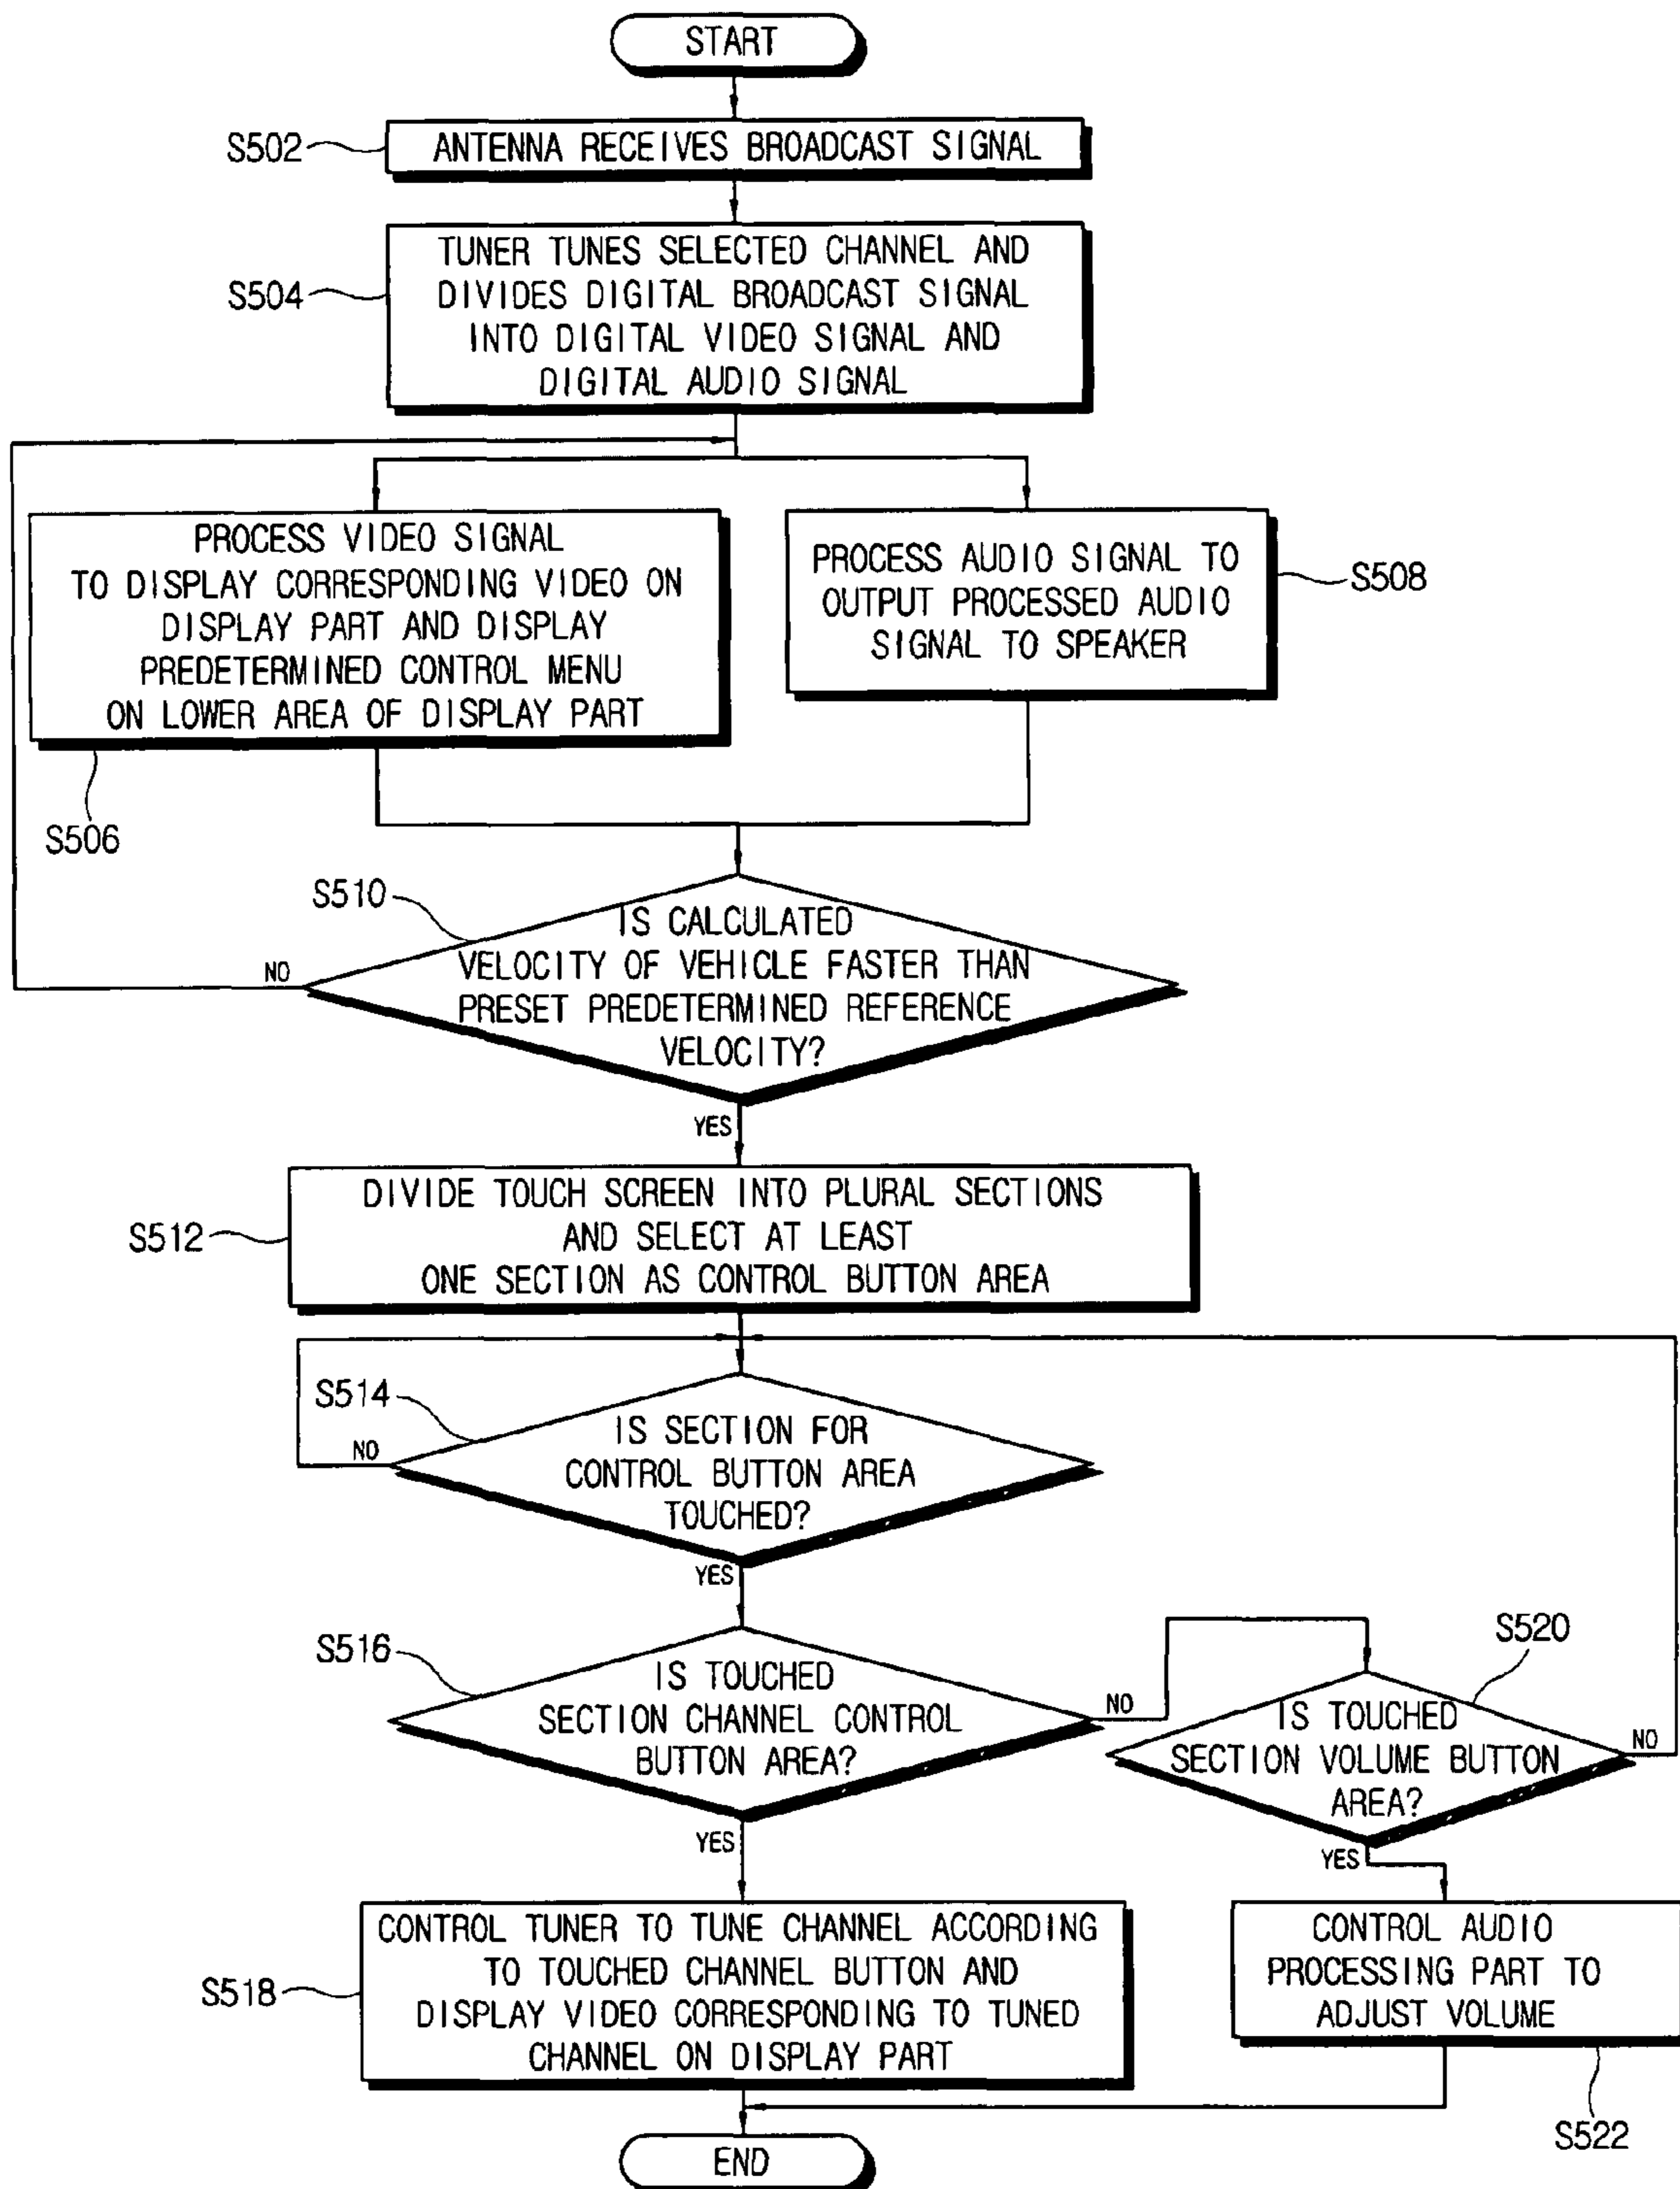 START
S502
ANTENNA RECEIVES BROADCAST SIGNAL
S504
TUNER TUNES SELECTED CHANNEL AND
DIVIDES DIGITAL BROADCAST SIGNAL
INTO DIGITAL VIDEO SIGNAL AND
DIGITAL AUDIO SIGNAL
PROCESS VIDEO SIGNAL
TO DISPLAY CORRESPONDING VIDEO ON
DISPLAY PART AND DISPLAY
PREDETERMINED CONTROL MENU
ON LOWER AREA OF DISPLAY PART
S506
PROCESS AUDIO SIGNAL TO
OUTPUT PROCESSED AUDIO
SIGNAL TO SPEAKER
S508
S510
IS CALCULATED
VELOCITY OF VEHICLE FASTER THAN
PRESET PREDETERMINED REFERENCE
VELOCITY?
NO
YES
S512
DIVIDE TOUCH SCREEN INTO PLURAL SECTIONS
AND SELECT AT LEAST
ONE SECTION AS CONTROL BUTTON AREA
S514
IS SECTION FOR
CONTROL BUTTON AREA
TOUCHED?
NO
YES
S516
IS TOUCHED
SECTION CHANNEL CONTROL
BUTTON AREA?
NO
YES
S520
IS TOUCHED
SECTION VOLUME BUTTON
AREA?
NO
YES
S518
CONTROL TUNER TO TUNE CHANNEL ACCORDING
TO TOUCHED CHANNEL BUTTON AND
DISPLAY VIDEO CORRESPONDING TO TUNED
CHANNEL ON DISPLAY PART
CONTROL AUDIO
PROCESSING PART TO
ADJUST VOLUME
S522
END